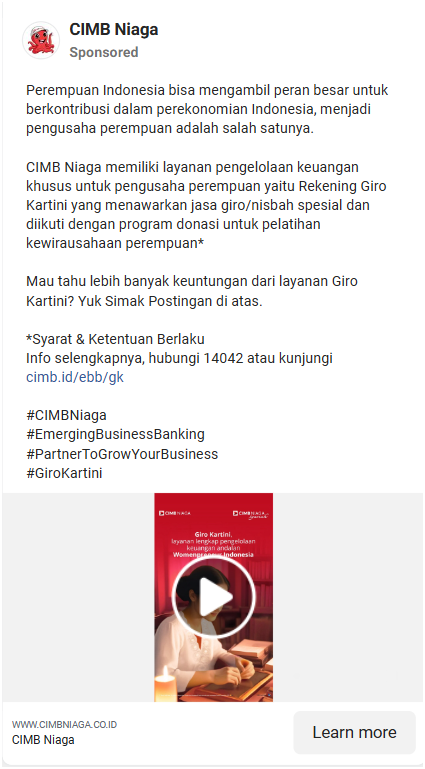 CIMB Niaga
Sponsored
Perempuan Indonesia bisa mengambil peran besar untuk
berkontribusi dalam perekonomian Indonesia, menjadi
pengusaha perempuan adalah salah satunya.
CIMB Niaga memiliki layanan pengelolaan keuangan
khusus untuk pengusaha perempuan yaitu Rekening Giro
Kartini yang menawarkan jasa giro/nisbah spesial dan
diikuti dengan program donasi untuk pelatihan
kewirausahaan perempuan*
Mau tahu lebih banyak keuntungan dari layanan Giro
Kartini? Yuk Simak Postingan di atas.
*Syarat & Ketentuan Berlaku
Info selengkapnya, hubungi 14042 atau kunjungi
cimb.id/ebb/gk
#CIMBNiaga
#EmergingBusinessBanking
#PartnerToGrowYourBusiness
#GiroKartini
CIMB NIAGA
CIMB NIAGA
Giro Kartini,
layanan lengkap pengelolaan
keuangan andalan
Womenpreneur Indonesia
WWW.CIMBNIAGA.CO.ID
CIMB Niaga
Learn more